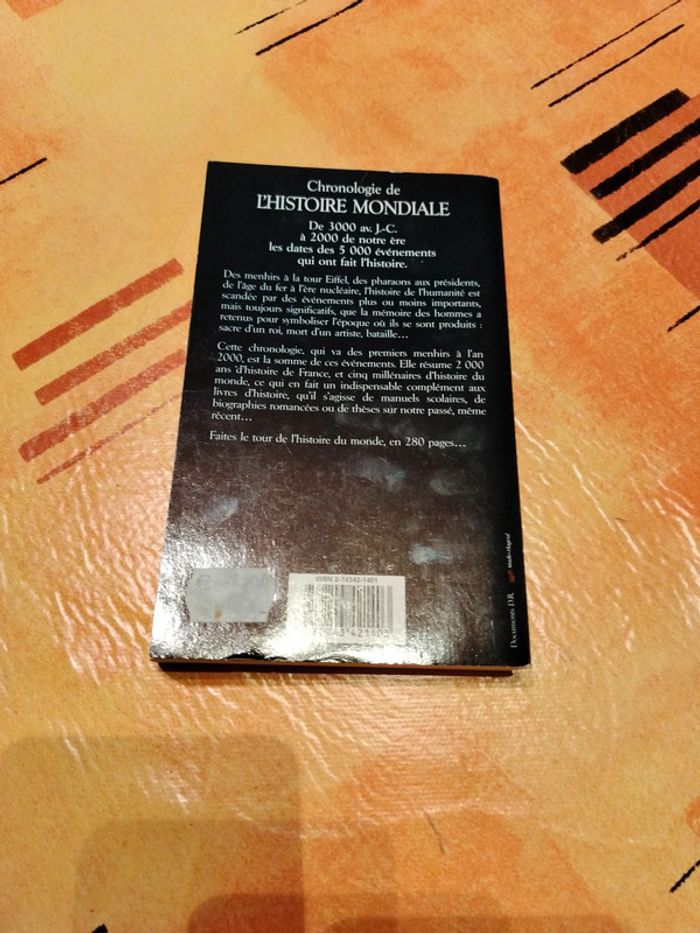 Chronologie de
L'HISTOIRE MONDIALE
De 3000 av. J.-C.
à 2000 de notre ère
les dates des 5 000 événements
qui ont fait l'histoire.
Des menhirs à la tour Eiffel, des pharaons aux présidents,
de l'âge du fer à l'ère nucléaire, l'histoire de l'humanité est
scandée par des événements plus ou moins importants,
mais toujours significatifs, que la mémoire des hommes a
retenus pour symboliser l'époque où ils se sont produits :
sacre d'un roi, mort d'un artiste, bataille…
Cette chronologie, qui va des premiers menhirs à l'an
2000, est la somme de ces événements. Elle résume 2 000
ans d'histoire de France, et cinq millénaires d'histoire du
monde, ce qui en fait un indispensable complément aux
livres d'histoire, qu'il s'agisse de manuels scolaires, de
biographies romancées ou de thèses sur notre passé, même
récent…
Faites le tour de l'histoire du monde, en 280 pages…
ISBN 2-74342-1401
Documents D.R.